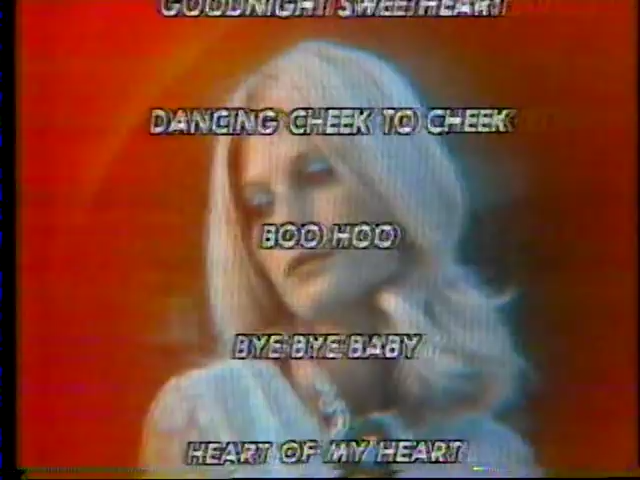 GOODNIGHT SWEETHEART
DANCING CHEEK TO CHEEK
BOO HOO
BYE BYE BABY
HEART OF MY HEART